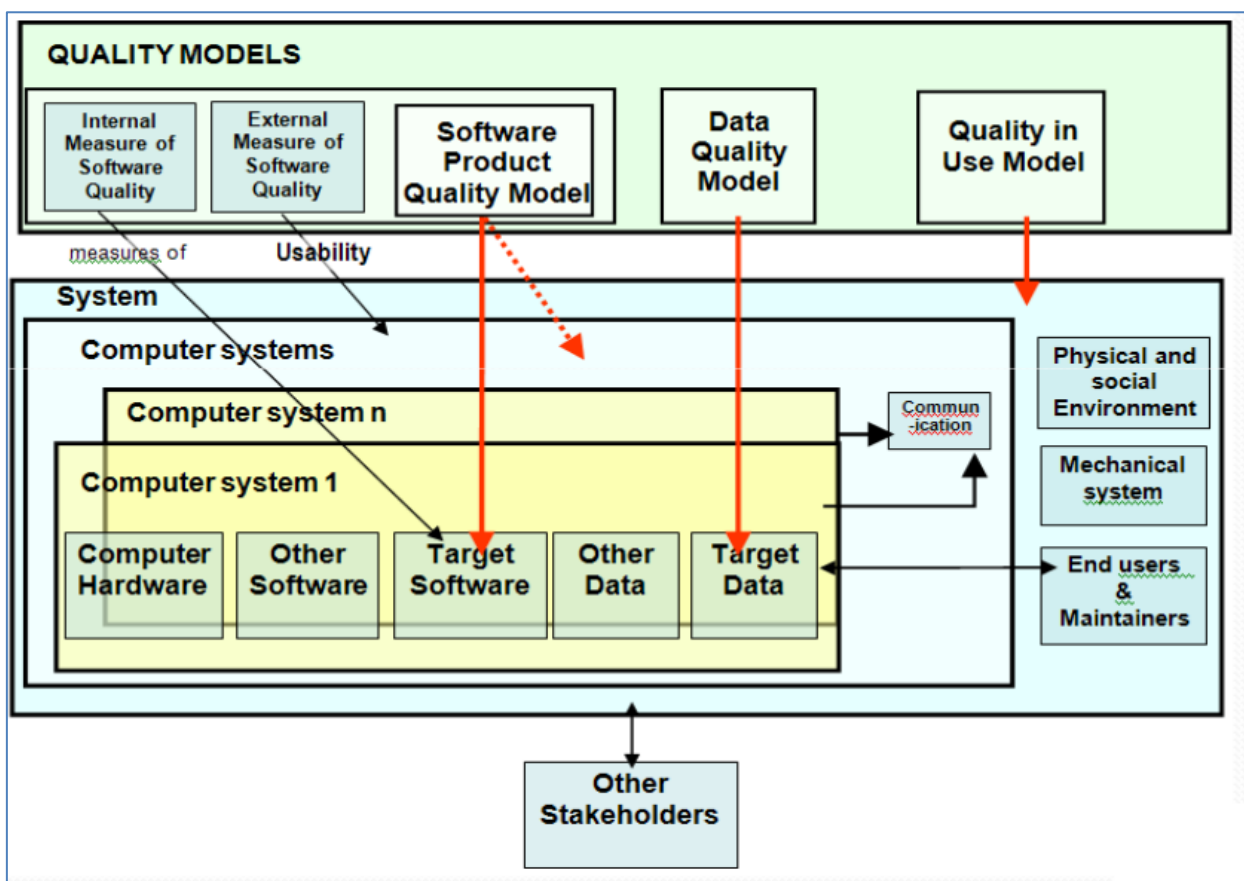 QUALITY MODELS
Internal
Measure of
Software
Quality
External
Measure of
Software
Quality
Software
Product
Quality Model
Data
Quality
Model
Quality in
Use Model
measures of
Usability
System
Computer systems
Computer system n
Computer system 1
Commun
-ication
Physical and
social
Environment
Mechanical
system
Computer
Hardware
Other
Software
Target
Software
Other
Data
Target
Data
End users
&
Maintainers
Other
Stakeholders